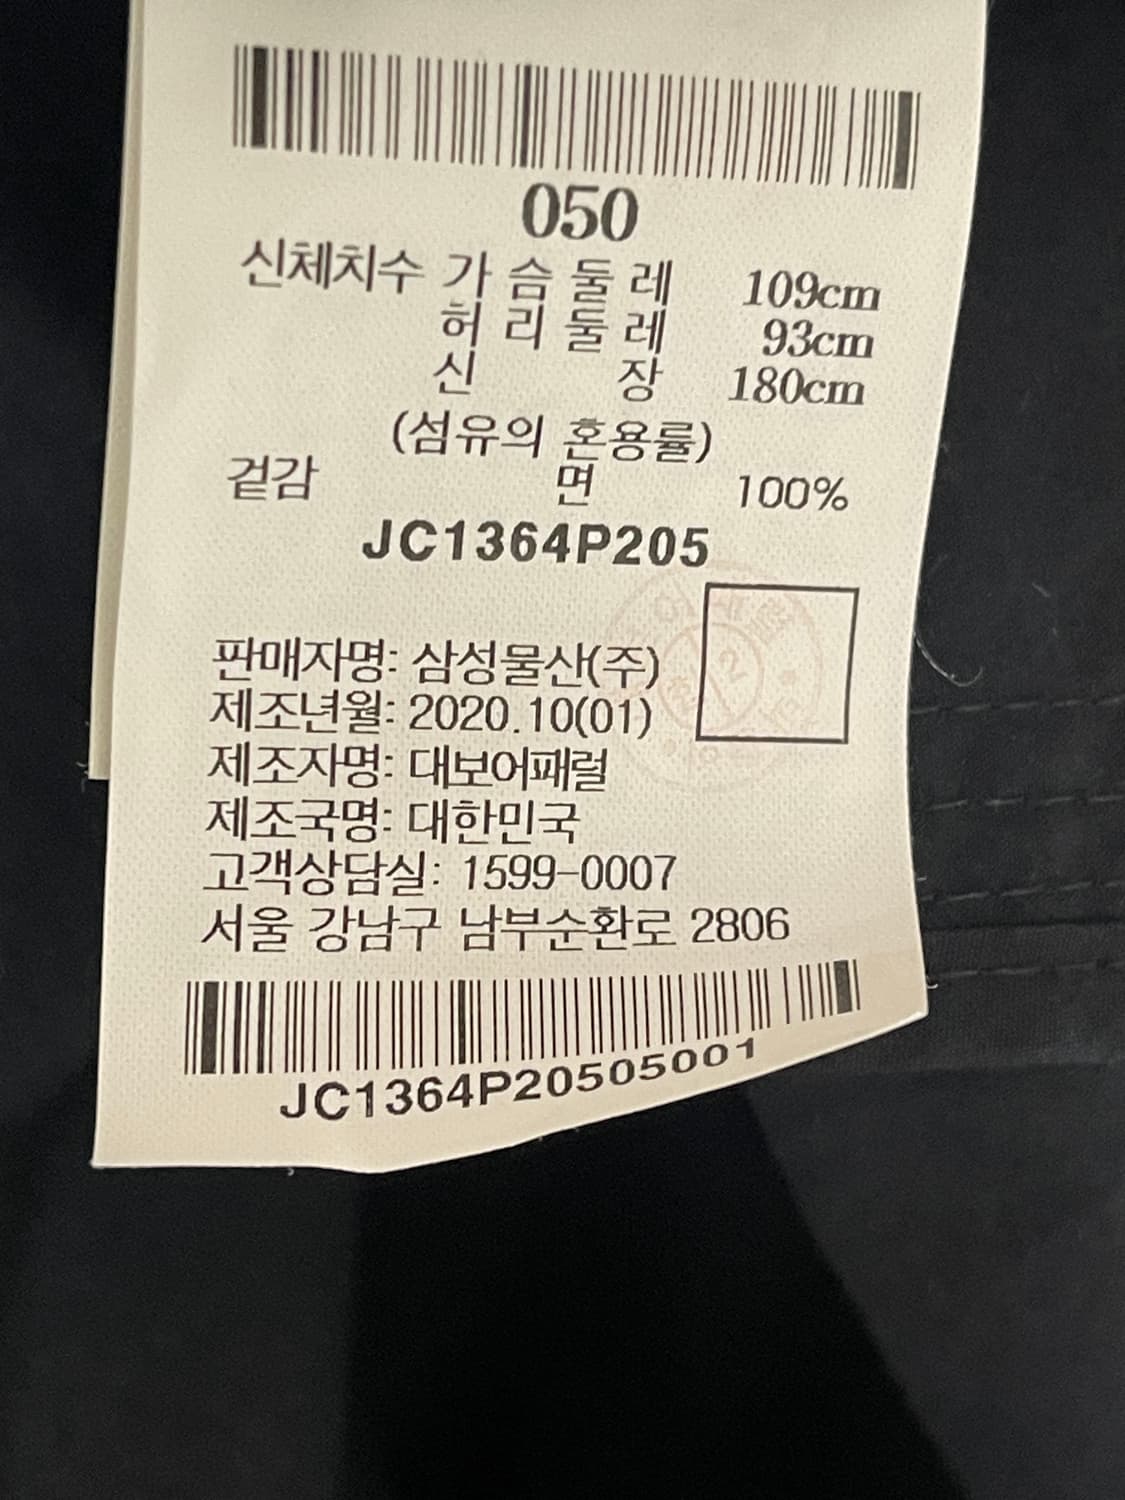 050
신체치수 가슴둘레 109cm
허리둘레 93cm
신장 180cm
(섬유의 혼용률)
겉감 면 100%
JC1364P205
판매자명: 삼성물산(주)
제조년월: 2020.10(01)
제조자명: 대보어패럴
제조국명: 대한민국
고객상담실: 1599-0007
서울 강남구 남부순환로 2806
JC1364P20505001